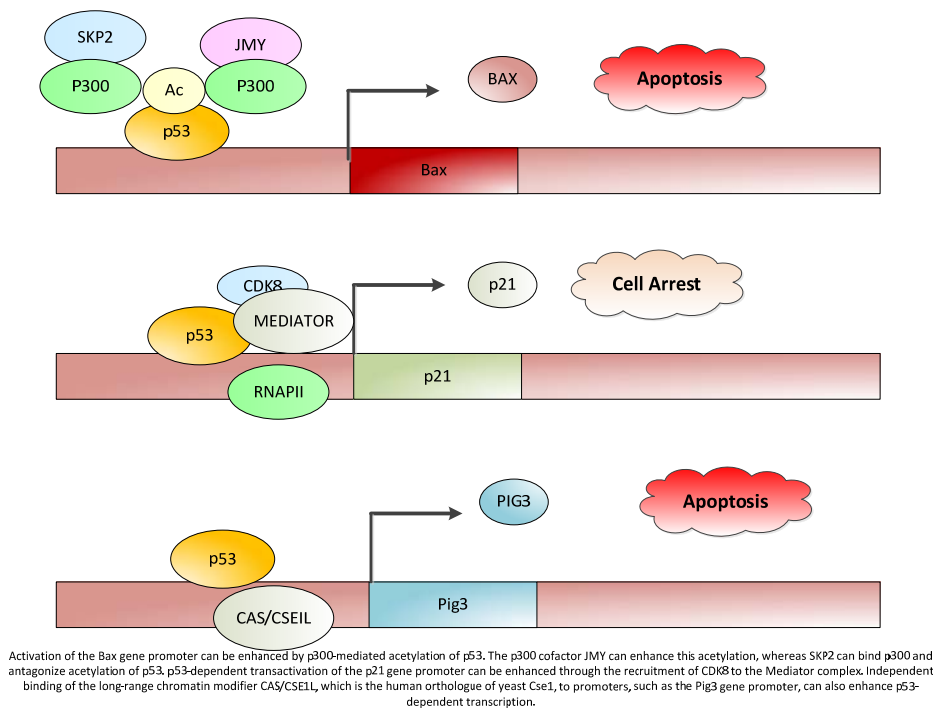 SKP2
JMY
P300
Ac
P300
p53
BAX
Apoptosis
Bax
CDK8
MEDIATOR
p53
p21
Cell Arrest
RNAPII
p21
PIG3
Apoptosis
p53
Pig3
CAS/CSEIL
Activation of the Bax gene promoter can be enhanced by p300-mediated acetylation of p53. The p300 cofactor JMY can enhance this acetylation, whereas SKP2 can bind p300 and
antagonize acetylation of p53. p53-dependent transactivation of the p21 gene promoter can be enhanced through the recruitment of CDK8 to the Mediator complex. Independent
binding of the long-range chromatin modifier CAS/CSE1L, which is the human orthologue of yeast Cse1, to promoters, such as the Pig3 gene promoter, can also enhance p53-
dependent transcription.